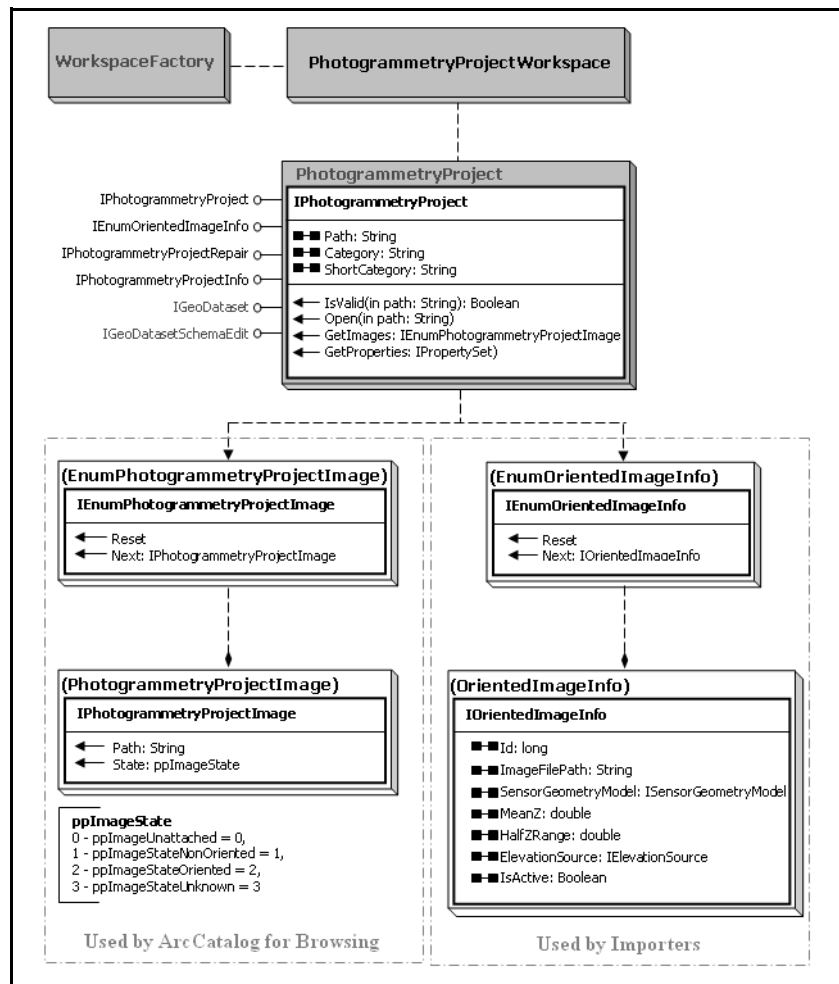 WorkspaceFactory
PhotogrammetryProjectWorkspace
PhotogrammetryProject
IPhotogrammetryProject
IEnumOrientedImageInfo
IPhotogrammetryProjectRepair
IPhotogrammetryProjectInfo
IGeoDataset
IGeoDatasetSchemaEdit
IPhotogrammetryProject
Path: String
Category: String
ShortCategory: String
IsValid(in path: String): Boolean
Open(in path: String)
GetImages: IEnumPhotogrammetryProjectImage
GetProperties: IPropertySet)
(EnumPhotogrammetryProjectImage)
IEnumPhotogrammetryProjectImage
Reset
Next: IPhotogrammetryProjectImage
(PhotogrammetryProjectImage)
IPhotogrammetryProjectImage
Path: String
State: ppImageState
ppImageState
0 - ppImageUnattached = 0,
1 - ppImageStateNonOriented = 1,
2 - ppImageStateOriented = 2,
3 - ppImageStateUnknown = 3
Used by ArcCatalog for Browsing
(EnumOrientedImageInfo)
IEnumOrientedImageInfo
Reset
Next: IOrientedImageInfo
(OrientedImageInfo)
IOrientedImageInfo
Id: long
ImageFilePath: String
SensorGeometryModel: ISensorGeometryModel
MeanZ: double
HalfZRange: double
ElevationSource: IElevationSource
IsActive: Boolean
Used by Importers